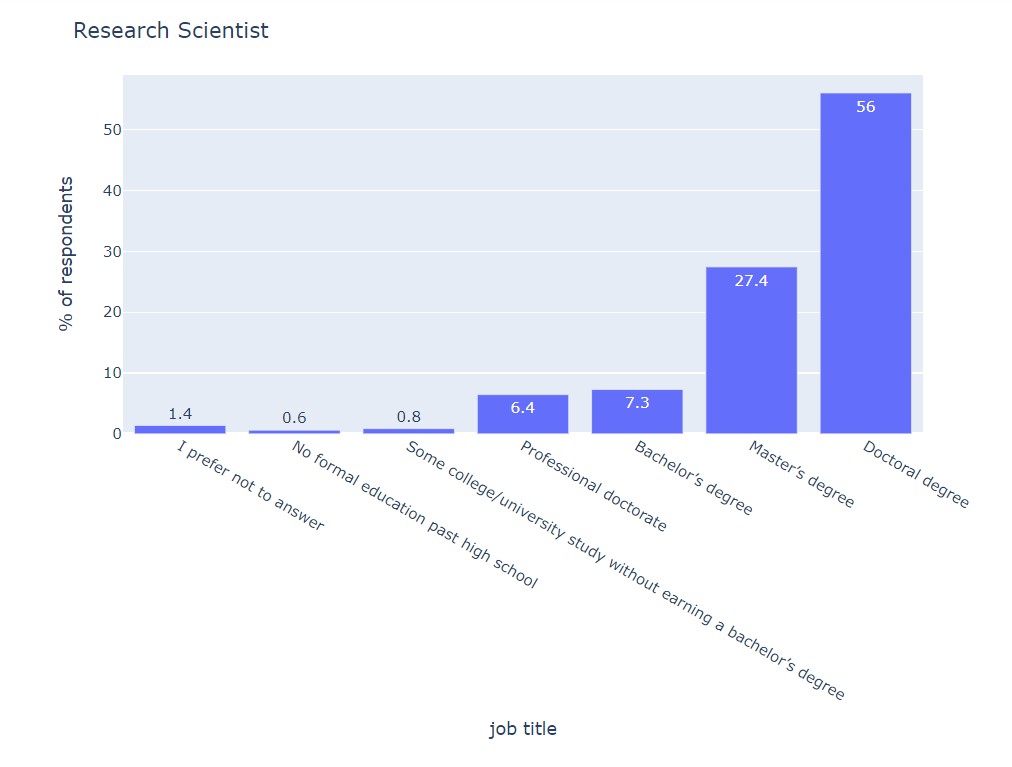 Research Scientist
% of respondents
50
40
30
20
10
0
1.4
0.6
0.8
6.4
7.3
27.4
56
I prefer not to answer
No formal education past high school
Some college/university study without earning a bachelor’s degree
Professional doctorate
Bachelor’s degree
Master’s degree
Doctoral degree
job title